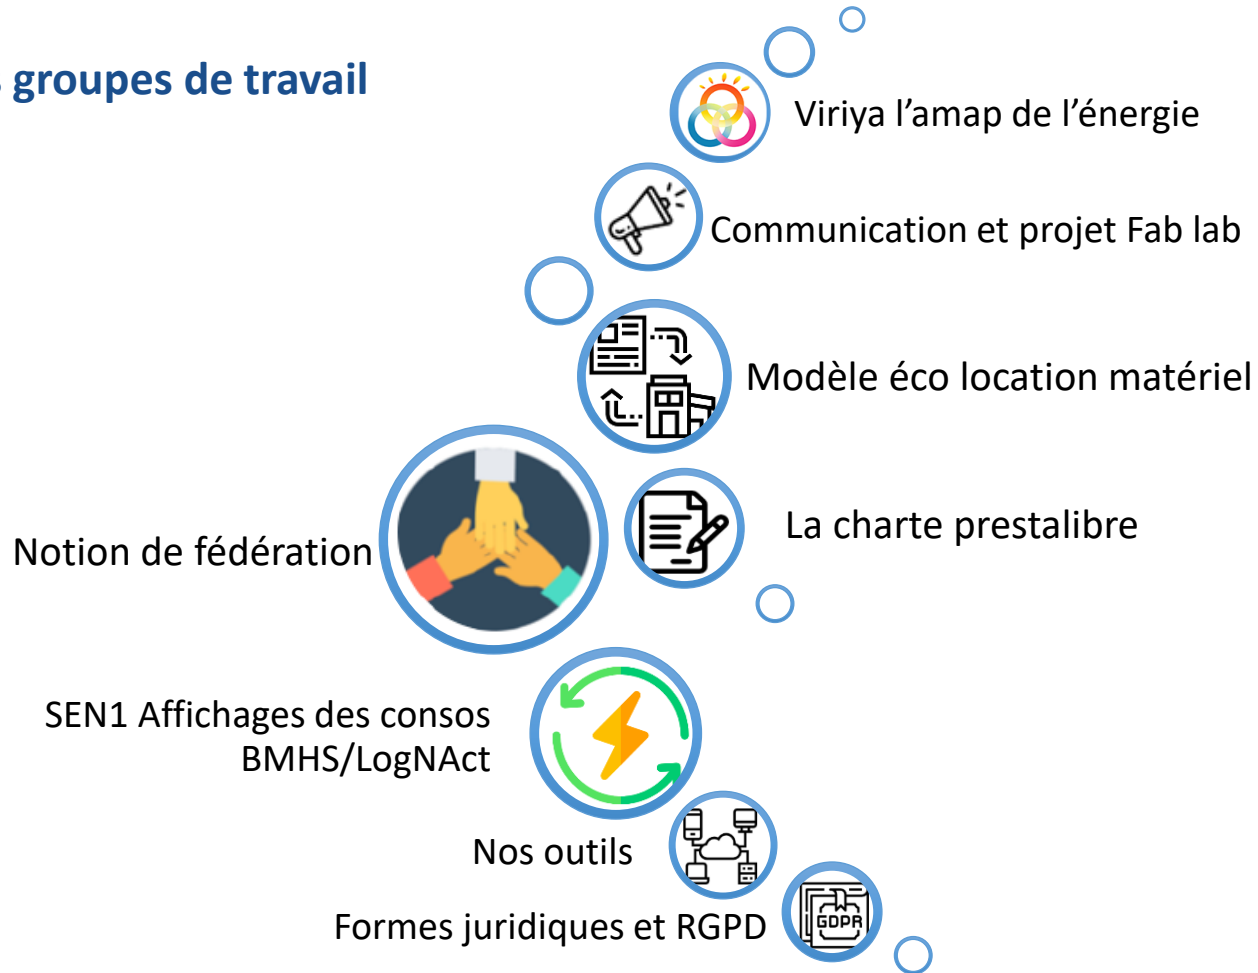 groupes de travail
Viriya l’amap de l’énergie
Communication et projet Fab lab
Modèle éco location matériel
La charte prestalibre
Notion de fédération
SEN1 Affichages des consos
BMHS/LogNAct
Nos outils
Formes juridiques et RGPD
GDPR